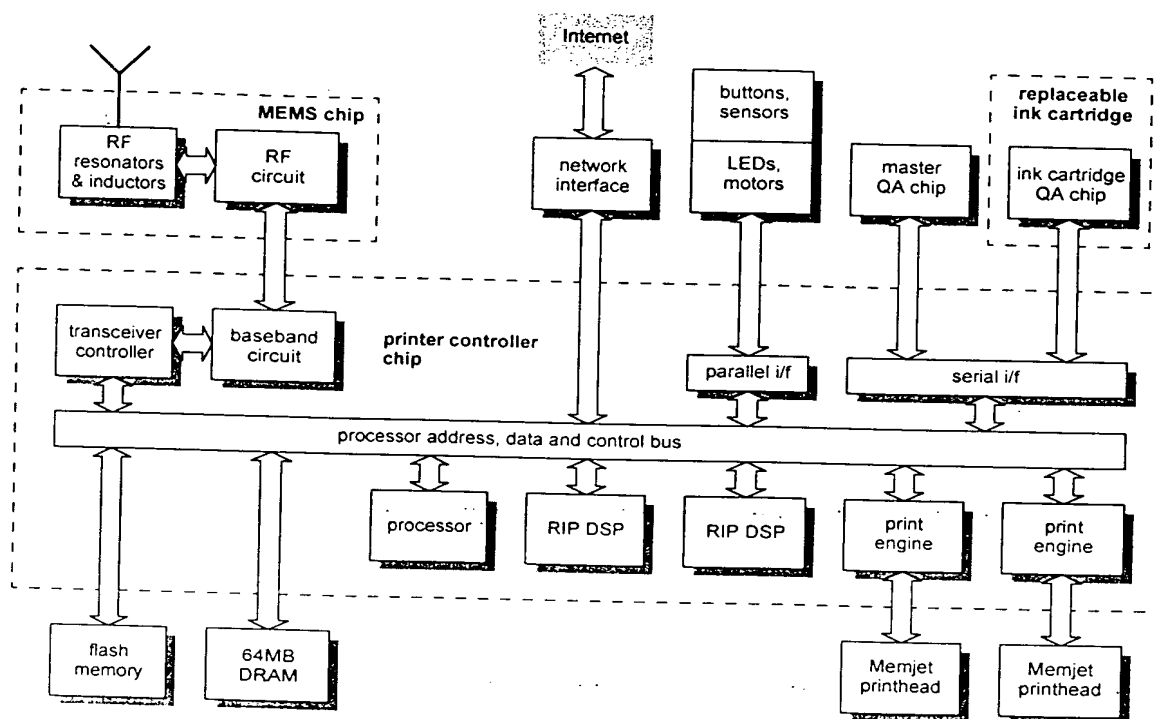 Internet
MEMS chip
RF
resonators
& inductors
RF
circuit
network
interface
buttons,
sensors
LEDs,
motors
master
QA chip
replaceable
ink cartridge
ink cartridge
QA chip
transceiver
controller
baseband
circuit
printer controller
chip
parallel i/f
serial i/f
processor address, data and control bus
processor
RIP DSP
RIP DSP
print
engine
print
engine
flash
memory
64MB
DRAM
Memjet
printhead
Memjet
printhead